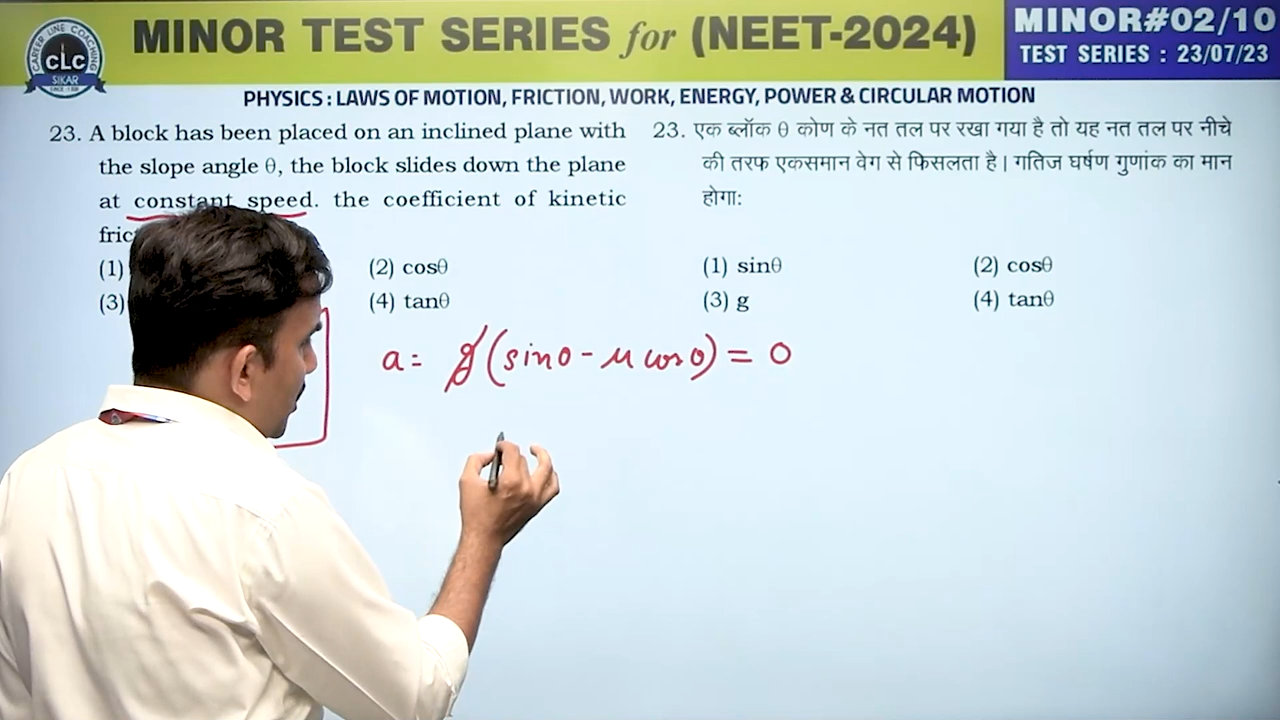 CAREER LINE COACHING
CLC
SIKAR
MINOR TEST SERIES for (NEET-2024)
MINOR#02/10
TEST SERIES : 23/07/23
PHYSICS : LAWS OF MOTION, FRICTION, WORK, ENERGY, POWER & CIRCULAR MOTION
23. A block has been placed on an inclined plane with
the slope angle θ, the block slides down the plane
at constant speed. the coefficient of kinetic
fric
(1)
(2) cosθ
(3)
(4) tanθ
23. एक ब्लॉक θ कोण के नत तल पर रखा गया है तो यह नत तल पर नीचे
की तरफ एकसमान वेग से फिसलता है। गतिज घर्षण गुणांक का मान
होगा:
(1) sinθ
(2) cosθ
(3) g
(4) tanθ
a = g(sinθ - μ cosθ) = 0